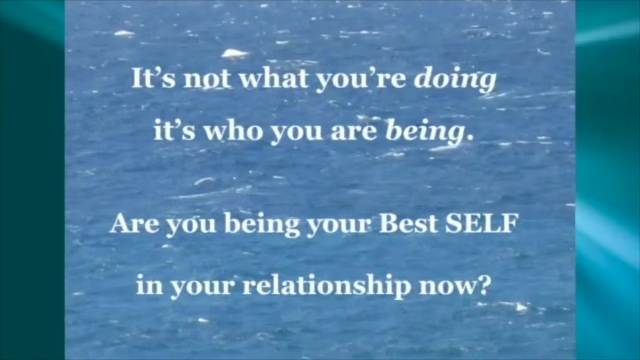 It's not what you're doing
it's who you are being.
Are you being your Best SELF
in your relationship now?